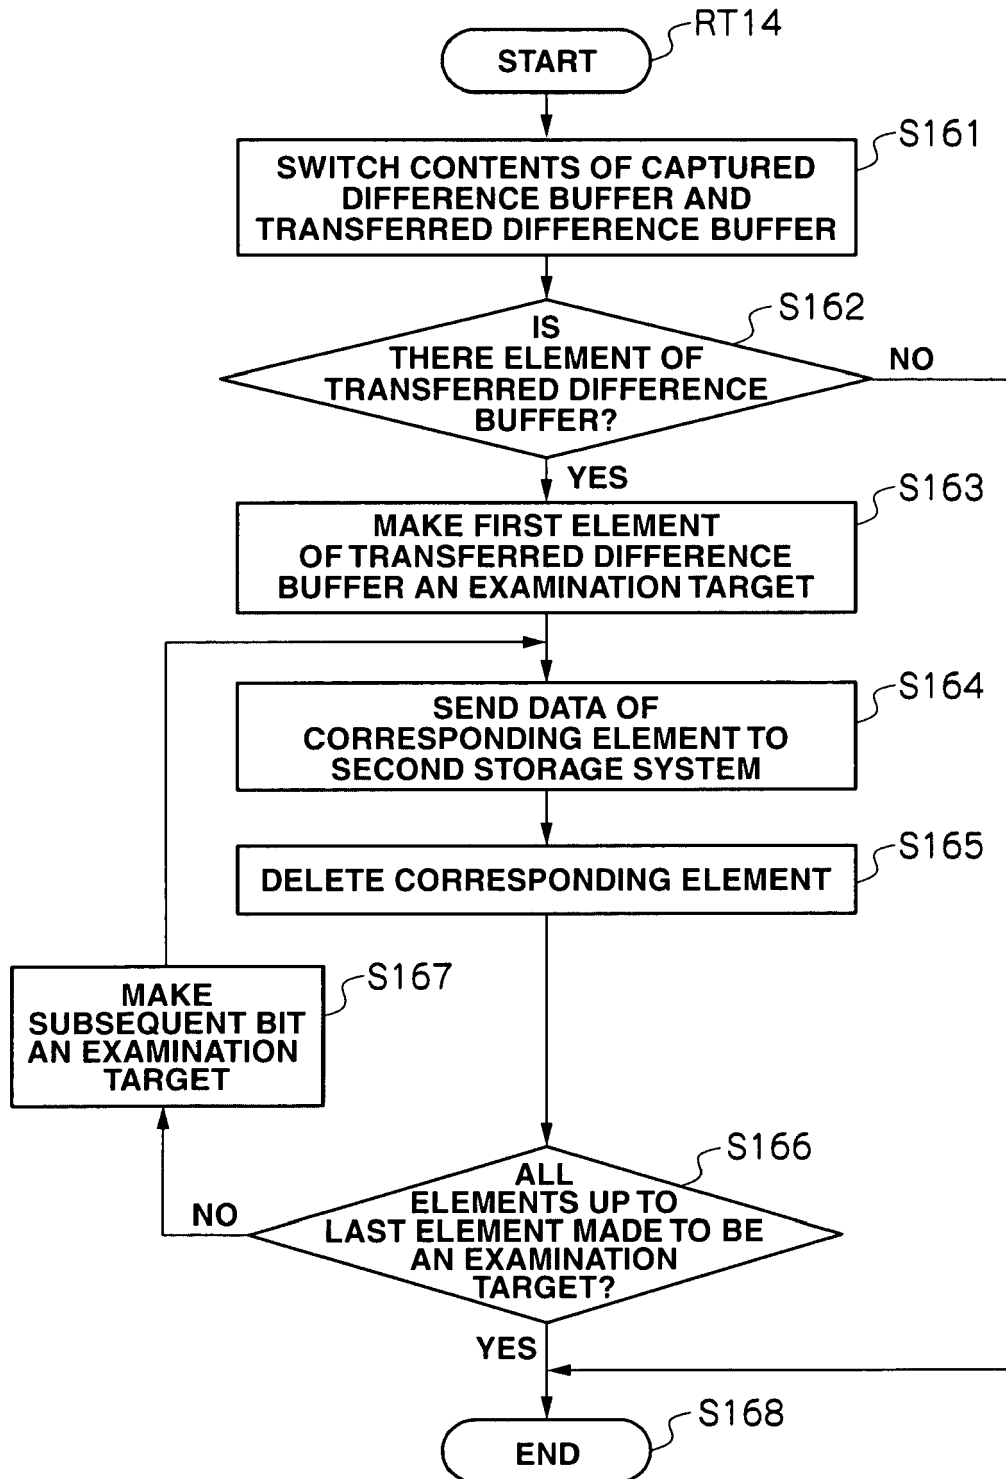 RT14
START
S161
SWITCH CONTENTS OF CAPTURED
DIFFERENCE BUFFER AND
TRANSFERRED DIFFERENCE BUFFER
S162
IS
THERE ELEMENT OF
TRANSFERRED DIFFERENCE
BUFFER?
NO
YES
S163
MAKE FIRST ELEMENT
OF TRANSFERRED DIFFERENCE
BUFFER AN EXAMINATION TARGET
S164
SEND DATA OF
CORRESPONDING ELEMENT TO
SECOND STORAGE SYSTEM
S165
DELETE CORRESPONDING ELEMENT
S167
MAKE
SUBSEQUENT BIT
AN EXAMINATION
TARGET
S166
ALL
ELEMENTS UP TO
LAST ELEMENT MADE TO BE
AN EXAMINATION
TARGET?
NO
YES
S168
END